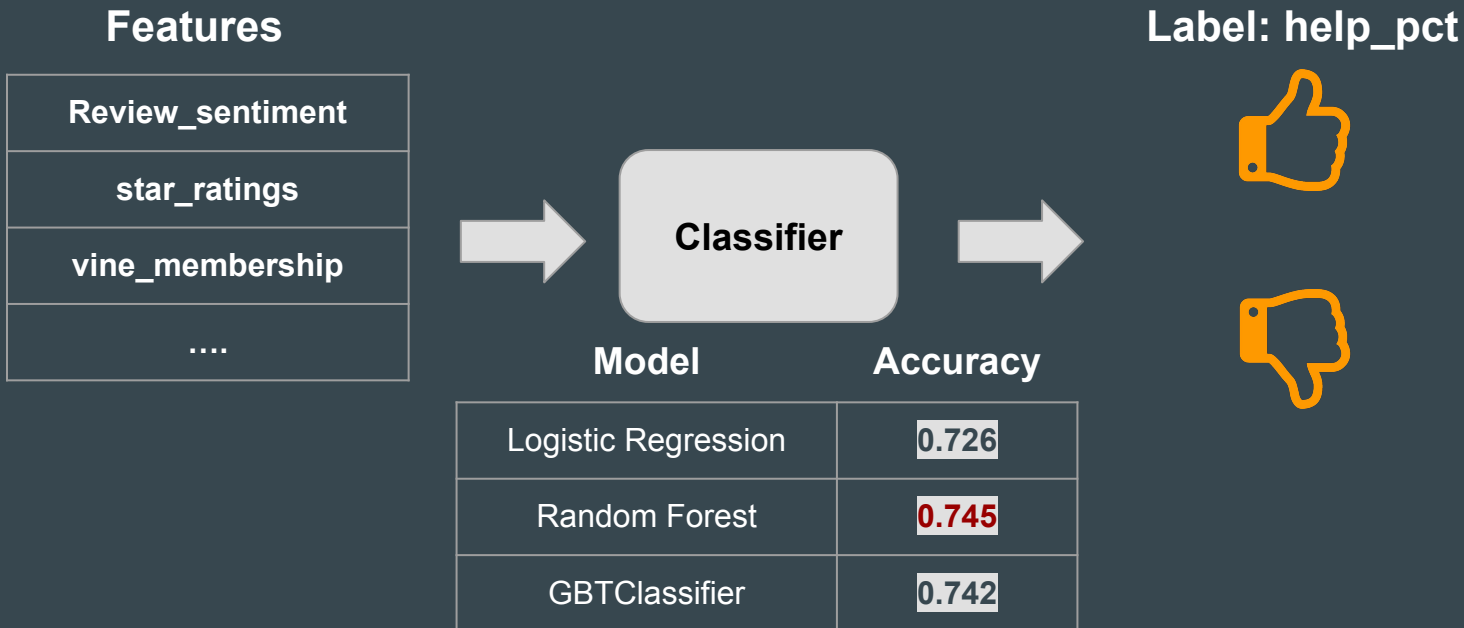 Features
Review_sentiment
star_ratings
vine_membership
....
Classifier
Label: help_pct
Model Accuracy
Logistic Regression 0.726
Random Forest 0.745
GBTClassifier 0.742